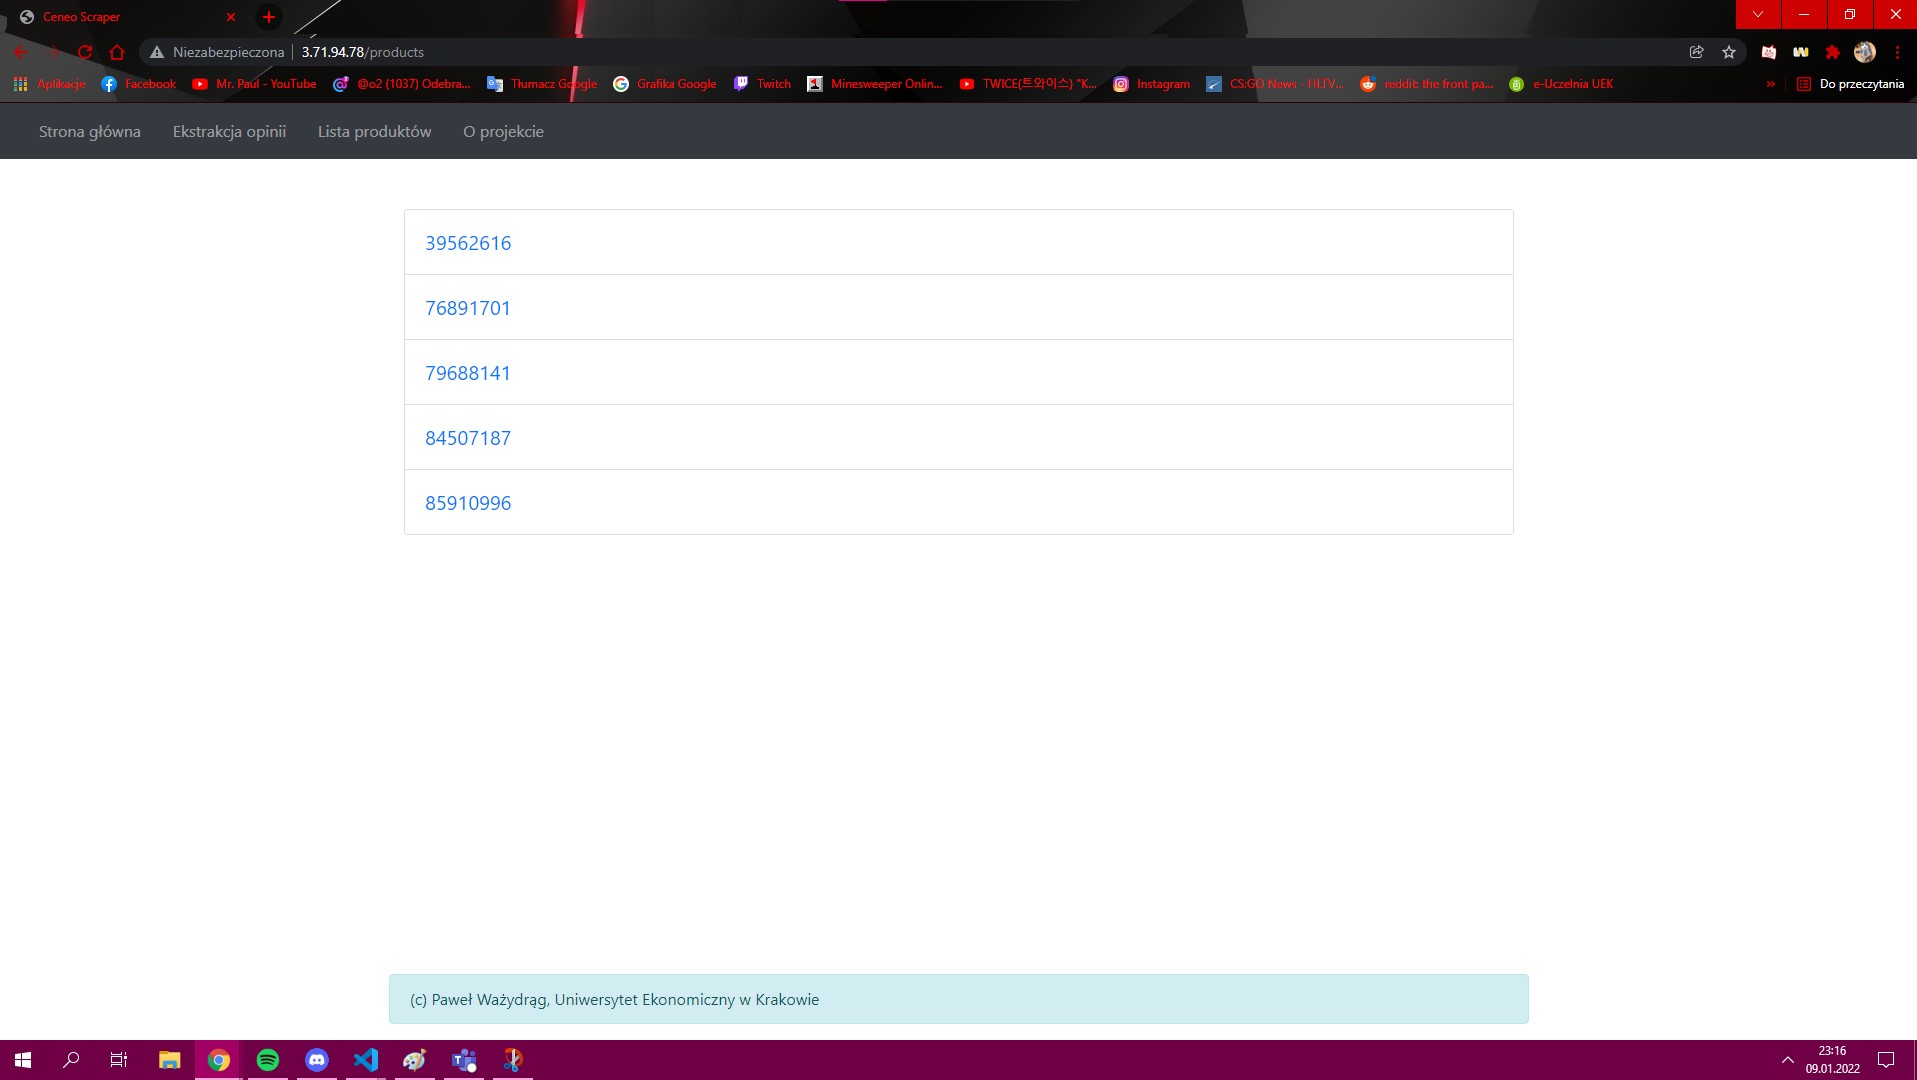 Ceneo Scraper
Niezabezpieczona 3.71.94.78/products
Aplikacje Facebook Mr. Paul - YouTube @o2 (1037) Odebra... Tłumacz Google Grafika Google Twitch Minesweeper Onlin... TWICE(트와이스) "K... Instagram CS:GO News - HLTV... reddit: the front pa... e-Uczelnia UEK » Do przeczytania
Strona główna Ekstrakcja opinii Lista produktów O projekcie
39562616
76891701
79688141
84507187
85910996
(c) Paweł Ważydrąg, Uniwersytet Ekonomiczny w Krakowie
23:16
09.01.2022